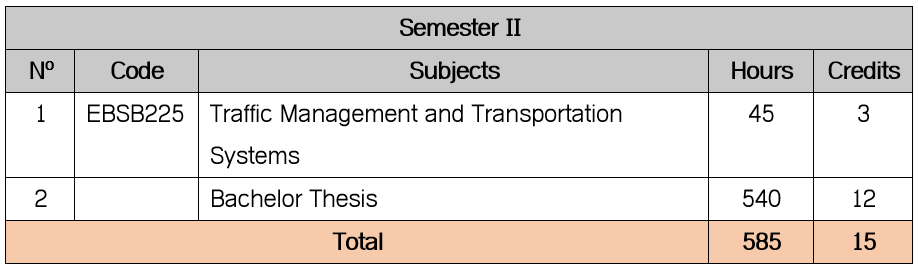 Semester II
Nº Code Subjects Hours Credits
1 EBSB225 Traffic Management and Transportation 45 3
Systems
2 Bachelor Thesis 540 12
Total 585 15